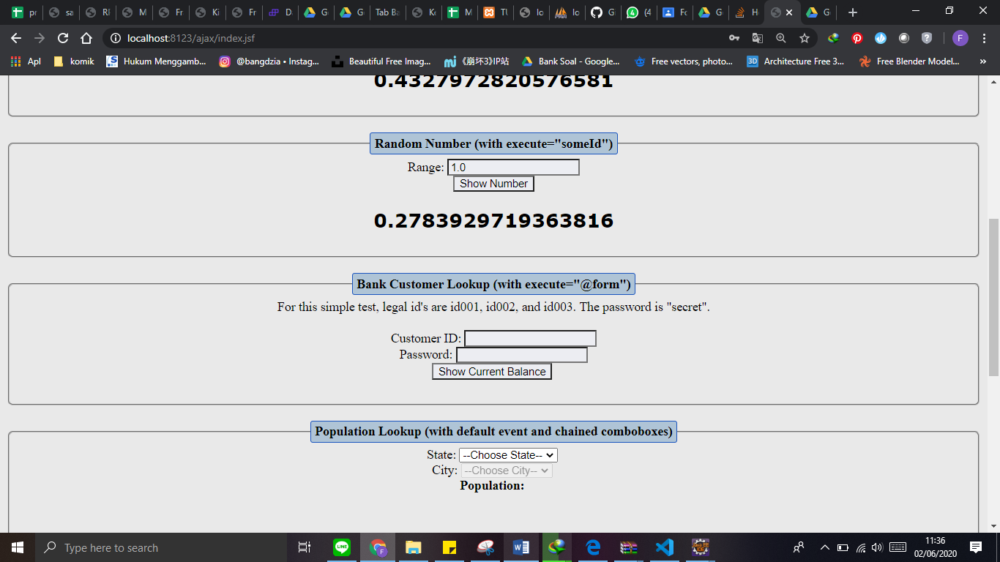 pr
sa
Rl
M
Fr
Ki
Fr
D
G
G
Tab Ba
Ke
M
TU
lo
lo
G
(4
Fo
G
H
G
localhost:8123/ajax/index.jsf
F
Apl
komik
Hukum Menggamb...
@bangdzia • Instag...
Beautiful Free Imag...
《崩坏3》IP站
Bank Soal - Google...
Free vectors, photo...
3D
Architecture Free 3...
Free Blender Model...
»
0.4327972820576581
Random Number (with execute="someId")
Range: 1.0
Show Number
0.2783929719363816
Bank Customer Lookup (with execute="@form")
For this simple test, legal id's are id001, id002, and id003. The password is "secret".
Customer ID:
Password:
Show Current Balance
Population Lookup (with default event and chained comboboxes)
State: --Choose State--
City: --Choose City--
Population:
Type here to search
LINE
F
11:36
02/06/2020